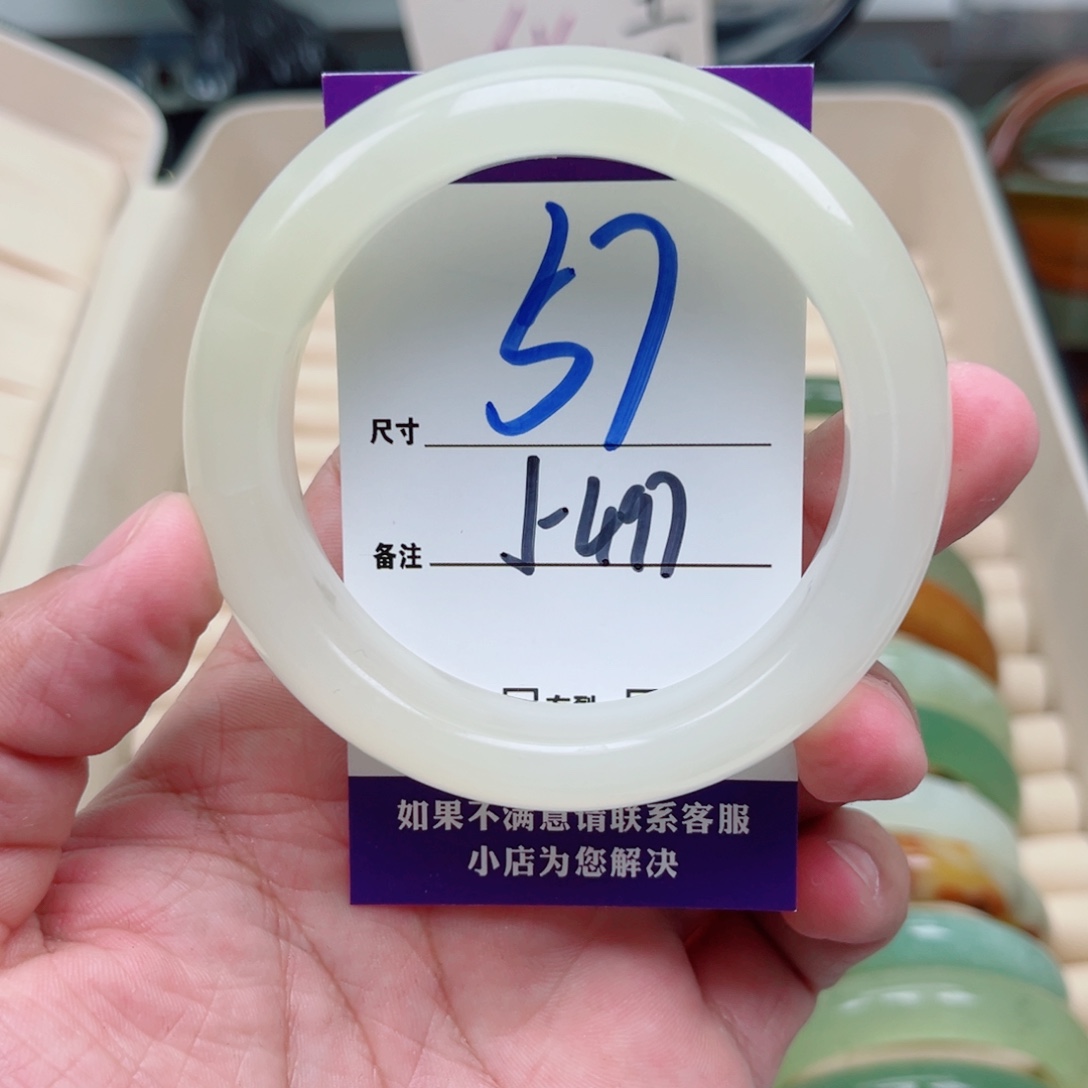 尺寸 57
备注 J-497
如果不满意请联系客服
小店为您解决